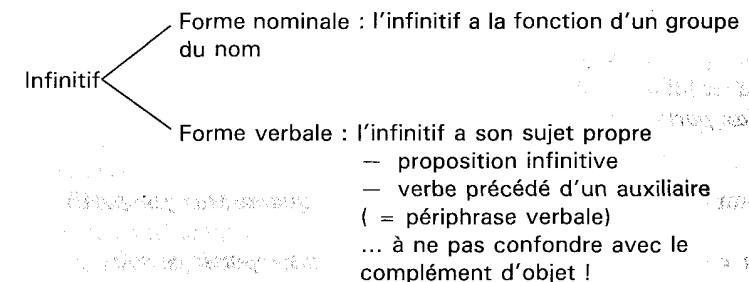 Forme nominale : l'infinitif a la fonction d'un groupe
du nom
Infinitif
Forme verbale : l'infinitif a son sujet propre
— proposition infinitive
— verbe précédé d'un auxiliaire
( = périphrase verbale)
... à ne pas confondre avec le
complément d'objet !